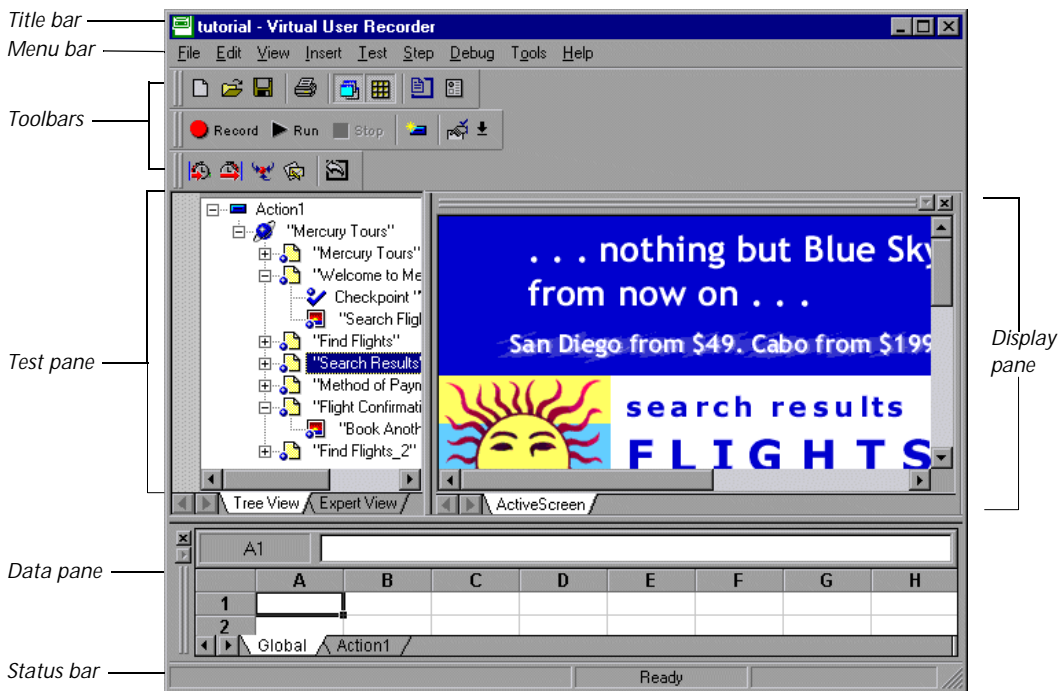 Title bar
tutorial - Virtual User Recorder
Menu bar
File Edit View Insert Test Step Debug Tools Help
Toolbars
Record Run Stop
Test pane
Action1
"Mercury Tours"
"Mercury Tours"
"Welcome to Me
Checkpoint "
"Search Fligh
"Find Flights"
"Search Results
"Method of Paym
"Flight Confirmati
"Book Anoth
"Find Flights_2"
Tree View Expert View
. . . nothing but Blue Sky
from now on . . .
San Diego from $49. Cabo from $199
search results
FLIGHTS
ActiveScreen
Display
pane
Data pane
A1
A B C D E F G H
1
2
Global Action1
Status bar
Ready